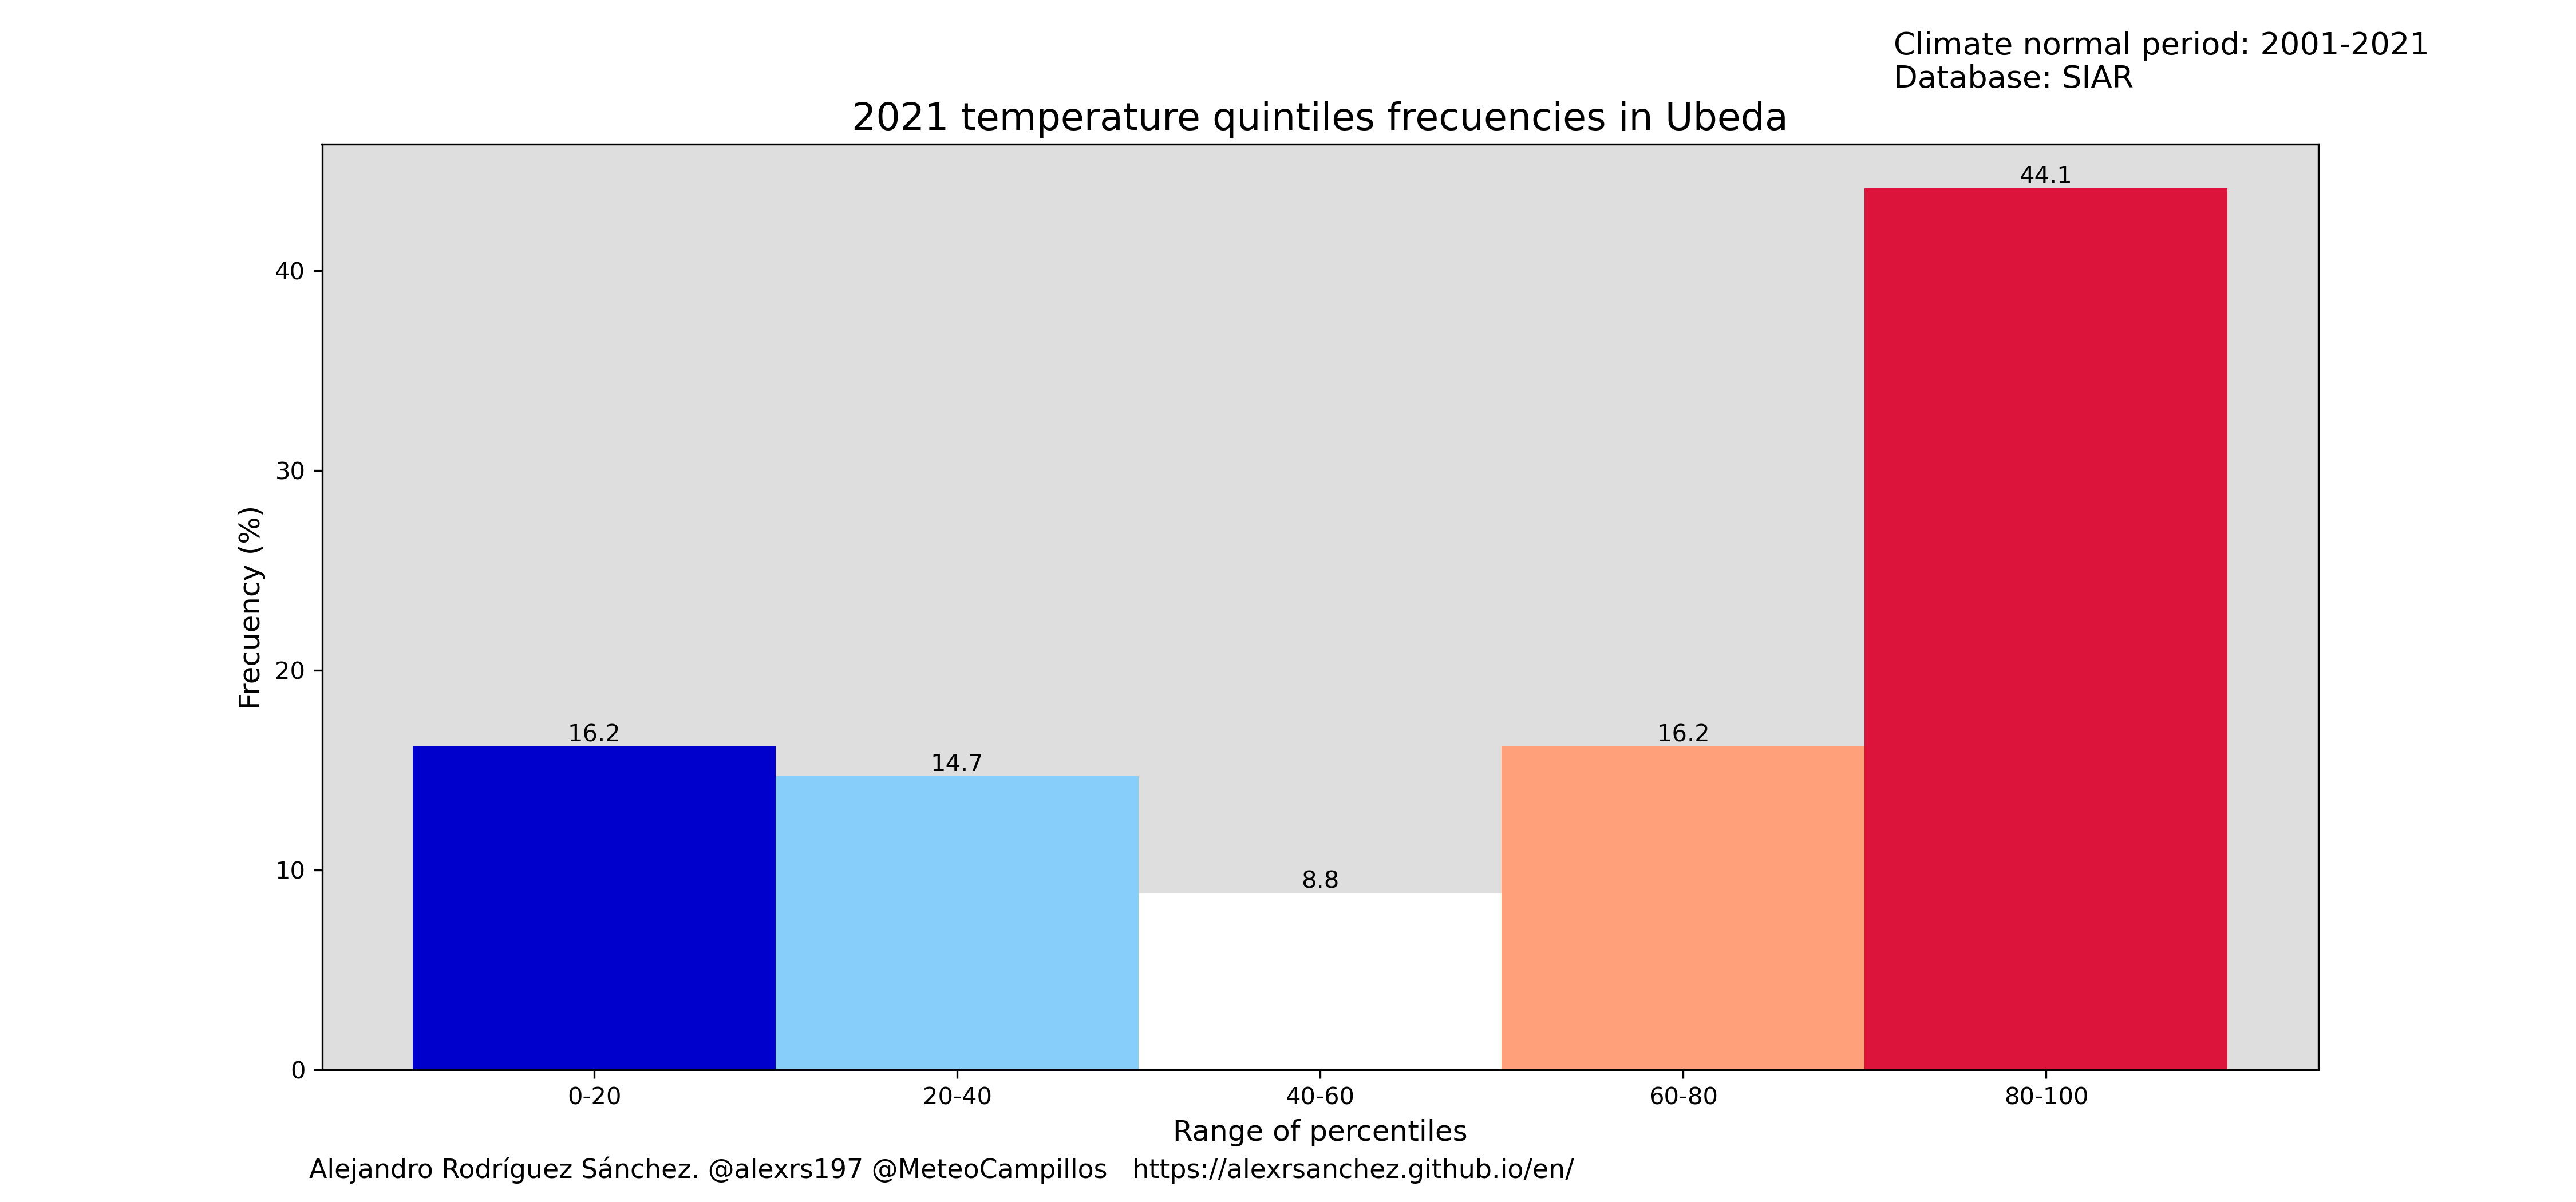 Climate normal period: 2001-2021
Database: SIAR
2021 temperature quintiles frecuencies in Ubeda
44.1
40
30
Frecuency (%)
20
16.2
16.2
14.7
10
8.8
0
0-20 20-40 40-60 60-80 80-100
Range of percentiles
Alejandro Rodríguez Sánchez. @alexrs197 @MeteoCampillos https://alexrsanchez.github.io/en/